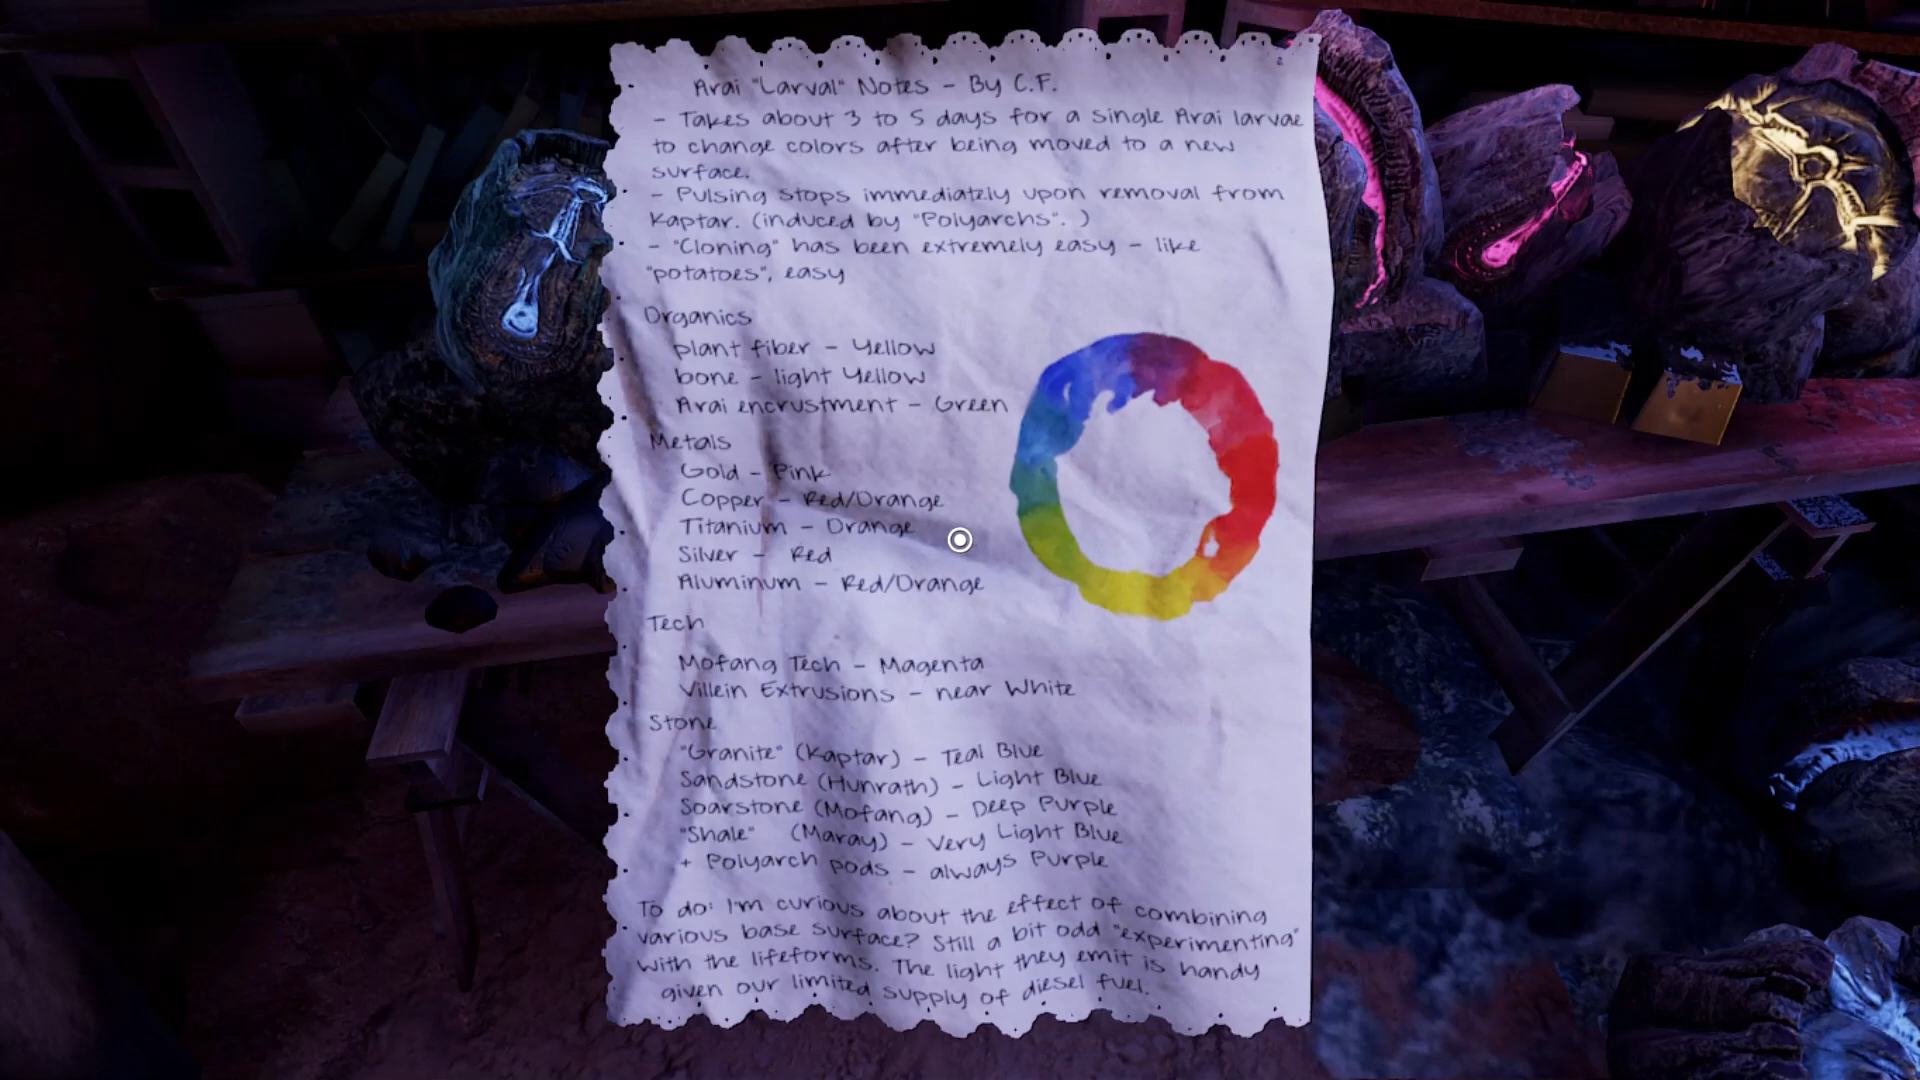 Arai "Larval" Notes - By C.F.
- Takes about 3 to 5 days for a single Arai larvae
to change colors after being moved to a new
surface.
- Pulsing stops immediately upon removal from
Kaptar. (induced by "Polyarchs". )
- "Cloning" has been extremely easy - like
"potatoes", easy
Organics
plant fiber - Yellow
bone - light Yellow
Arai encrustment - Green
Metals
Gold - Pink
Copper - Red/Orange
Titanium - Orange
Silver - Red
Aluminum - Red/Orange
Tech
Mofang Tech - Magenta
Villein Extrusions - near White
Stone
"Granite" (Kaptar) - Teal Blue
Sandstone (Hunrath) - Light Blue
Soarstone (Mofang) - Deep Purple
"Shale" (Maray) - Very Light Blue
+ Polyarch pods - always Purple
To do: I'm curious about the effect of combining
various base surface? Still a bit odd "experimenting"
with the lifeforms. The light they emit is handy
given our limited supply of diesel fuel.